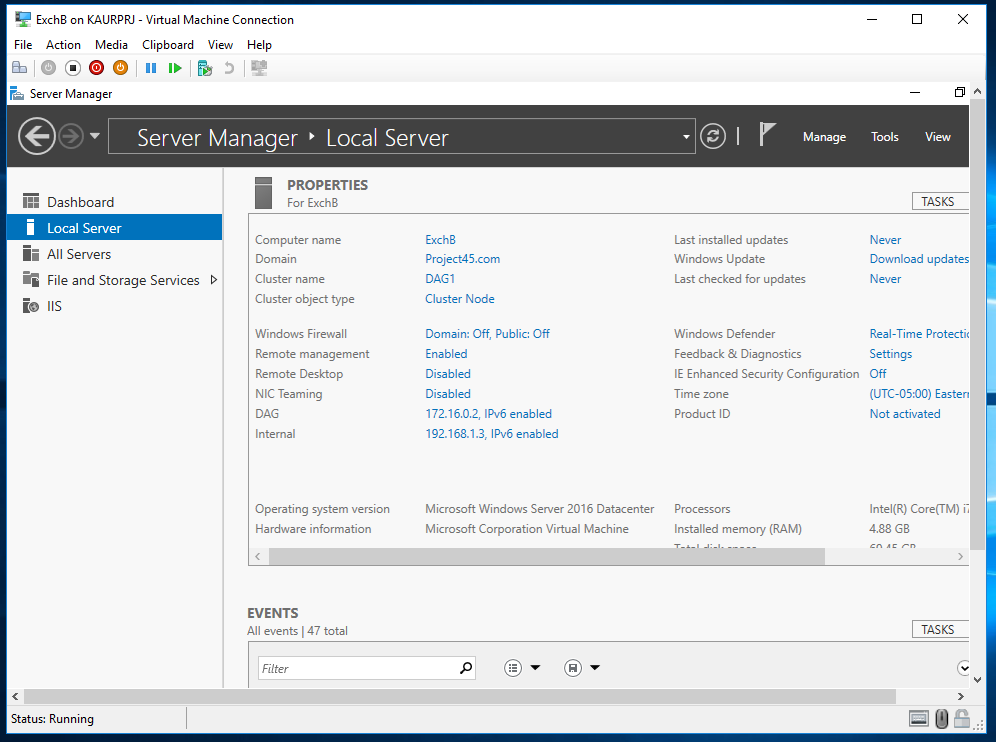 ExchB on KAURPRJ - Virtual Machine Connection
File Action Media Clipboard View Help
Server Manager
Server Manager ‣ Local Server
Manage Tools View
Dashboard
Local Server
All Servers
File and Storage Services
IIS
PROPERTIES
For ExchB
TASKS
Computer name ExchB Last installed updates Never
Domain Project45.com Windows Update Download updates
Cluster name DAG1 Last checked for updates Never
Cluster object type Cluster Node
Windows Firewall Domain: Off, Public: Off Windows Defender Real-Time Protectio
Remote management Enabled Feedback & Diagnostics Settings
Remote Desktop Disabled IE Enhanced Security Configuration Off
NIC Teaming Disabled Time zone (UTC-05:00) Eastern
DAG 172.16.0.2, IPv6 enabled Product ID Not activated
Internal 192.168.1.3, IPv6 enabled
Operating system version Microsoft Windows Server 2016 Datacenter Processors Intel(R) Core(TM) i7
Hardware information Microsoft Corporation Virtual Machine Installed memory (RAM) 4.88 GB
Total disk space
EVENTS
All events | 47 total
TASKS
Filter
Status: Running